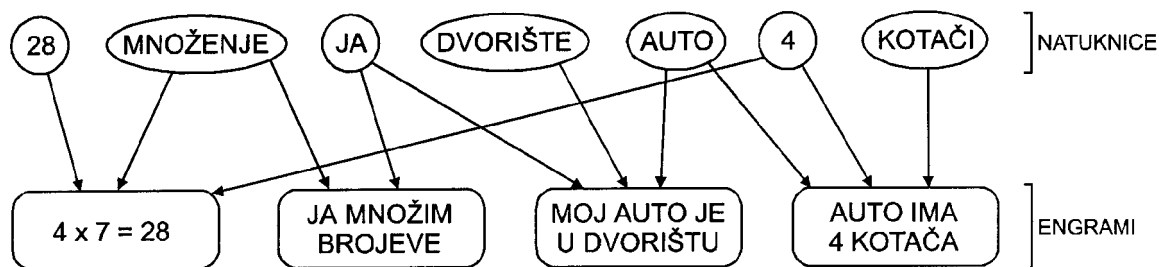 28
MNOŽENJE
JA
DVORIŠTE
AUTO
4
KOTAČI
NATUKNICE
4 x 7 = 28
JA MNOŽIM
BROJEVE
MOJ AUTO JE
U DVORIŠTU
AUTO IMA
4 KOTAČA
ENGRAMI